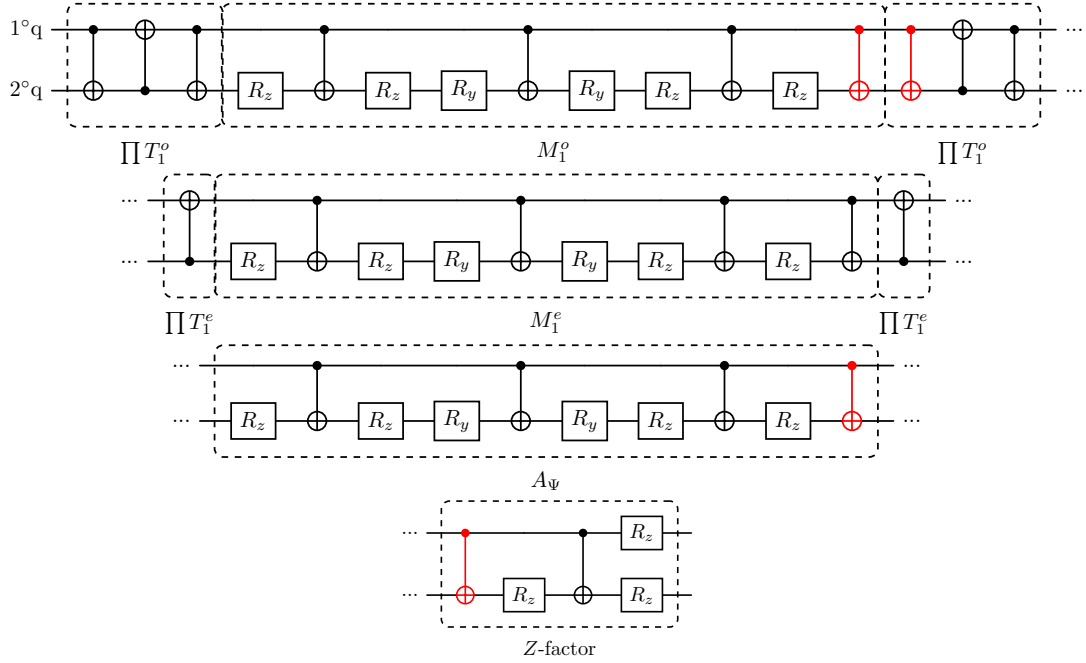 1°q ...
2°q R_z R_z R_y R_y R_z R_z ...
∏ T_1^o M_1^o ∏ T_1^o
... ...
... R_z R_z R_y R_y R_z R_z ...
∏ T_1^e M_1^e ∏ T_1^e
... ...
... R_z R_z R_y R_y R_z R_z ...
A_Ψ
... R_z
... R_z R_z
Z-factor